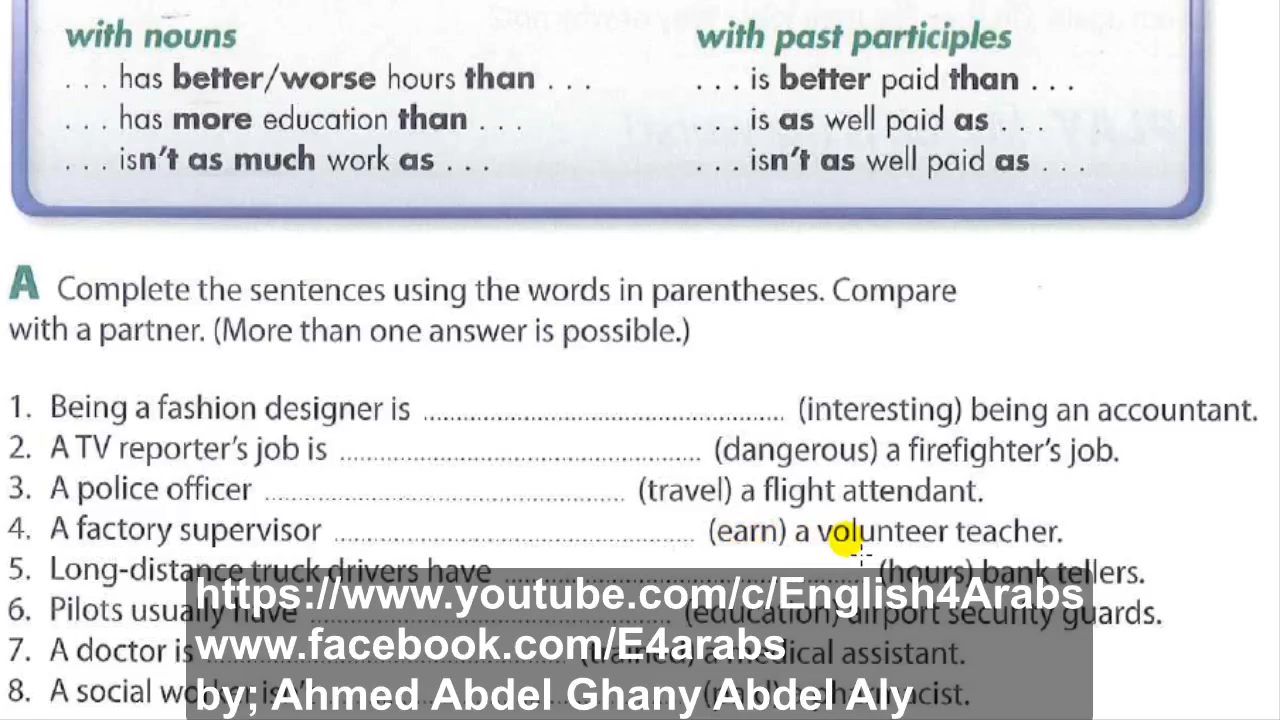 with nouns
. . . has better/worse hours than . . .
. . . has more education than . . .
. . . isn't as much work as . . .
with past participles
. . . is better paid than . . .
. . . is as well paid as . . .
. . . isn't as well paid as . . .
A Complete the sentences using the words in parentheses. Compare
with a partner. (More than one answer is possible.)
1. Being a fashion designer is ........................................ (interesting) being an accountant.
2. A TV reporter's job is ........................................ (dangerous) a firefighter's job.
3. A police officer ........................................ (travel) a flight attendant.
4. A factory supervisor ........................................ (earn) a volunteer teacher.
5. Long-distance truck drivers have ........................................ (hours) bank tellers.
6. Pilots usually have ........................................ (education) airport security guards.
7. A doctor is ........................................ (trained) a medical assistant.
8. A social worker is ........................................ (paid) a pharmacist.
https://www.youtube.com/c/English4Arabs
www.facebook.com/E4arabs
by; Ahmed Abdel Ghany Abdel Aly